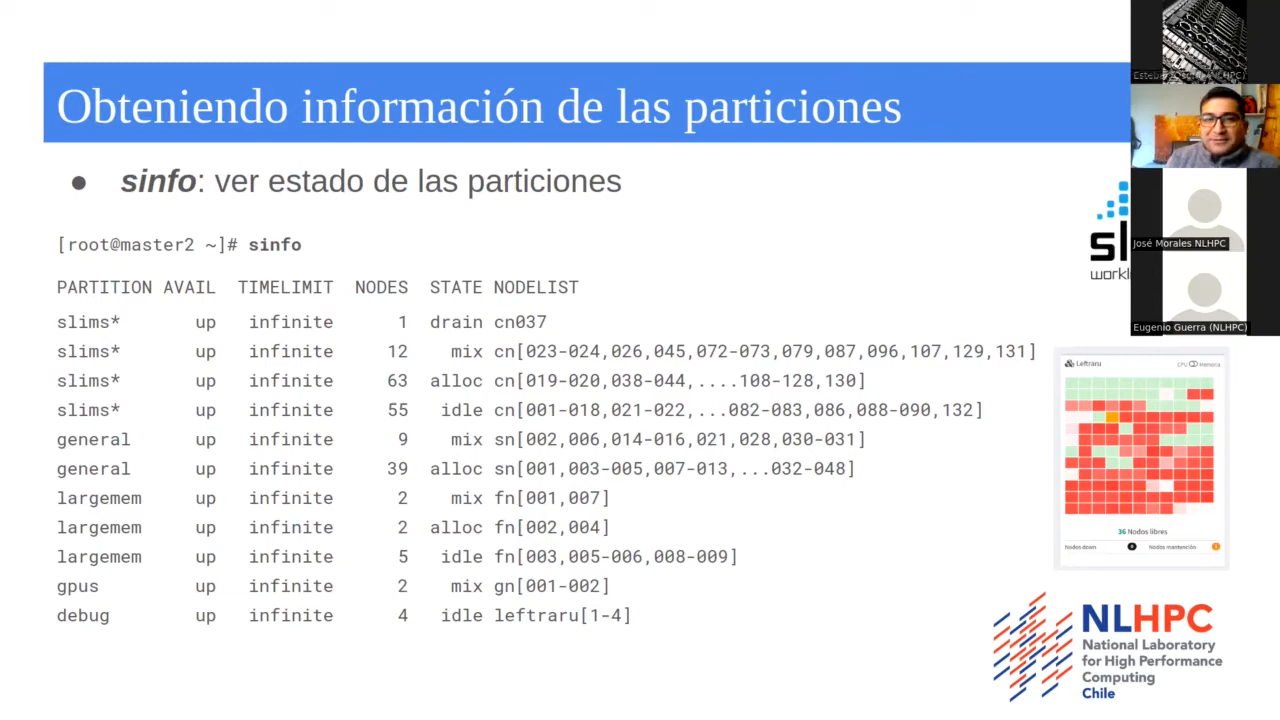 Obteniendo información de las particiones
● sinfo: ver estado de las particiones
[root@master2 ~]# sinfo
PARTITION AVAIL TIMELIMIT NODES STATE NODELIST
slims* up infinite 1 drain cn037
slims* up infinite 12 mix cn[023-024,026,045,072-073,079,087,096,107,129,131]
slims* up infinite 63 alloc cn[019-020,038-044,....108-128,130]
slims* up infinite 55 idle cn[001-018,021-022,...082-083,086,088-090,132]
general up infinite 9 mix sn[002,006,014-016,021,028,030-031]
general up infinite 39 alloc sn[001,003-005,007-013,...032-048]
largemem up infinite 2 mix fn[001,007]
largemem up infinite 2 alloc fn[002,004]
largemem up infinite 5 idle fn[003,005-006,008-009]
gpus up infinite 2 mix gn[001-002]
debug up infinite 4 idle leftraru[1-4]
(NLHPC)
José Morales NLHPC
Eugenio Guerra (NLHPC)
Leftraru CPU Memoria
36 Nodos libres
Nodos down Nodos mantención
NLHPC
National Laboratory
for High Performance
Computing
Chile